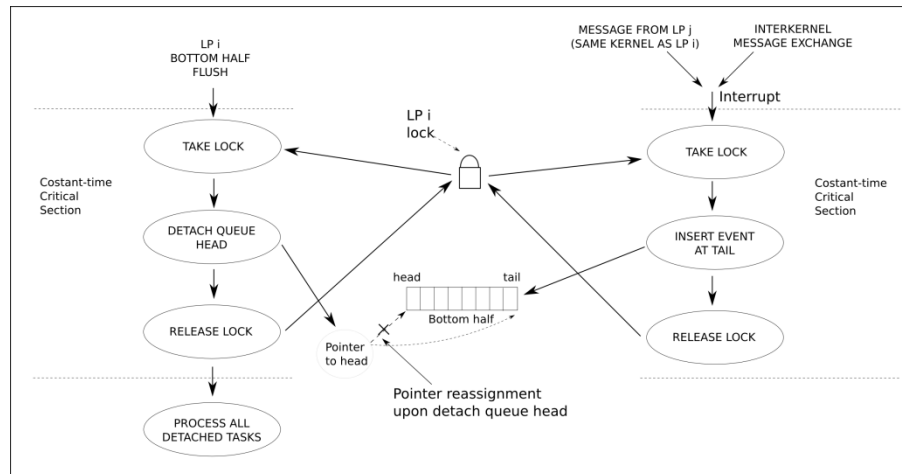 LP i
BOTTOM HALF
FLUSH
MESSAGE FROM LP j
(SAME KERNEL AS LP i)
INTERKERNEL
MESSAGE EXCHANGE
Interrupt
LP i
lock
TAKE LOCK
TAKE LOCK
Costant-time
Critical
Section
Costant-time
Critical
Section
DETACH QUEUE
HEAD
INSERT EVENT
AT TAIL
head
tail
Bottom half
RELEASE LOCK
RELEASE LOCK
Pointer
to head
Pointer reassignment
upon detach queue head
PROCESS ALL
DETACHED TASKS